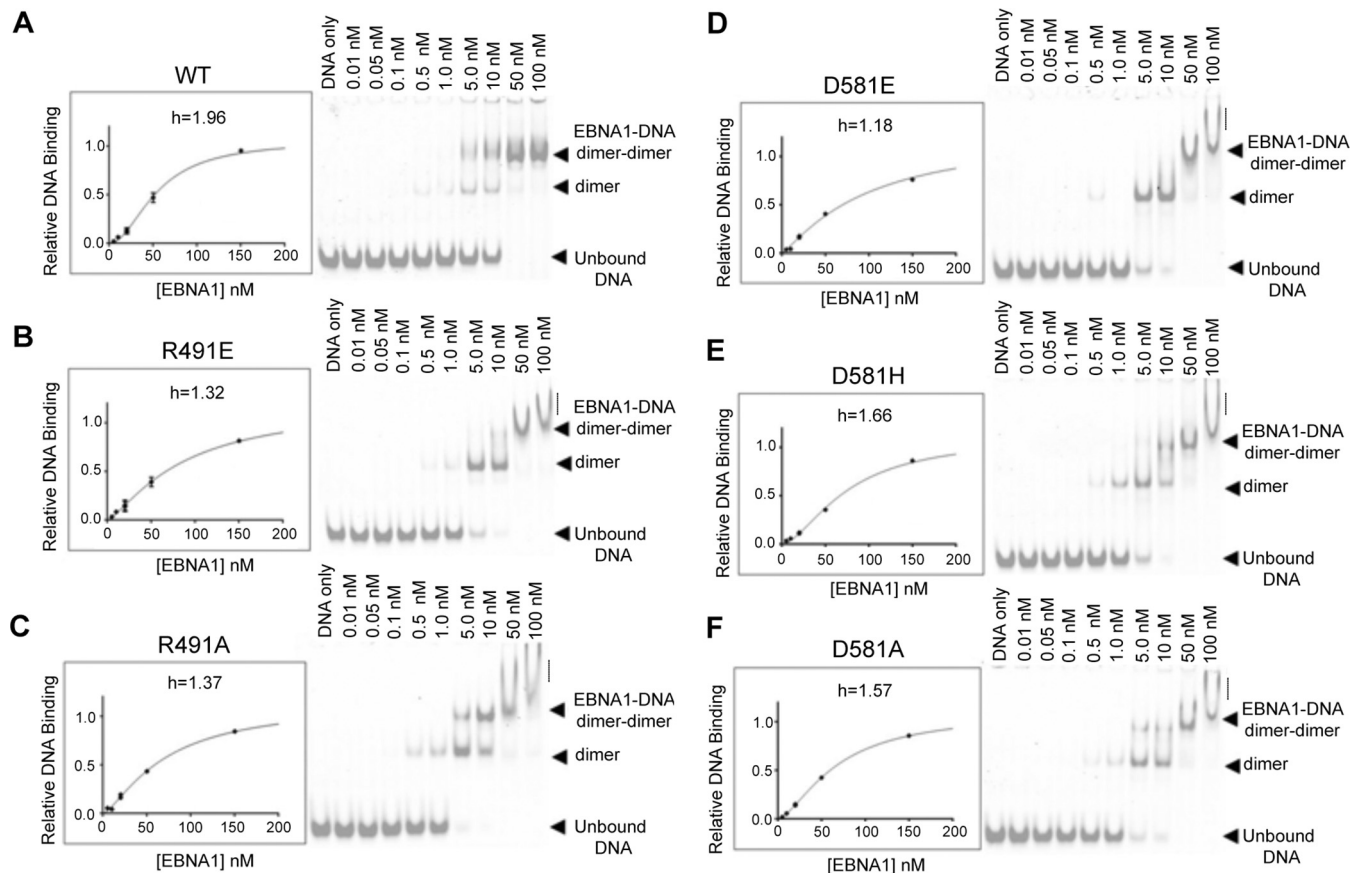 A
WT
h=1.96
Relative DNA Binding
1.0
0.5
0.0
0 50 100 150 200
[EBNA1] nM
DNA only
0.01 nM
0.05 nM
0.1 nM
0.5 nM
1.0 nM
5.0 nM
10 nM
50 nM
100 nM
EBNA1-DNA
dimer-dimer
dimer
Unbound
DNA
B
R491E
h=1.32
Relative DNA Binding
1.0
0.5
0.0
0 50 100 150 200
[EBNA1] nM
DNA only
0.01 nM
0.05 nM
0.1 nM
0.5 nM
1.0 nM
5.0 nM
10 nM
50 nM
100 nM
EBNA1-DNA
dimer-dimer
dimer
Unbound
DNA
C
R491A
h=1.37
Relative DNA Binding
1.0
0.5
0.0
0 50 100 150 200
[EBNA1] nM
DNA only
0.01 nM
0.05 nM
0.1 nM
0.5 nM
1.0 nM
5.0 nM
10 nM
50 nM
100 nM
EBNA1-DNA
dimer-dimer
dimer
Unbound
DNA
D
D581E
h=1.18
Relative DNA Binding
1.0
0.5
0.0
0 50 100 150 200
[EBNA1] nM
DNA only
0.01 nM
0.05 nM
0.1 nM
0.5 nM
1.0 nM
5.0 nM
10 nM
50 nM
100 nM
EBNA1-DNA
dimer-dimer
dimer
Unbound
DNA
E
D581H
h=1.66
Relative DNA Binding
1.0
0.5
0.0
0 50 100 150 200
[EBNA1] nM
DNA only
0.01 nM
0.05 nM
0.1 nM
0.5 nM
1.0 nM
5.0 nM
10 nM
50 nM
100 nM
EBNA1-DNA
dimer-dimer
dimer
Unbound
DNA
F
D581A
h=1.57
Relative DNA Binding
1.0
0.5
0.0
0 50 100 150 200
[EBNA1] nM
DNA only
0.01 nM
0.05 nM
0.1 nM
0.5 nM
1.0 nM
5.0 nM
10 nM
50 nM
100 nM
EBNA1-DNA
dimer-dimer
dimer
Unbound
DNA